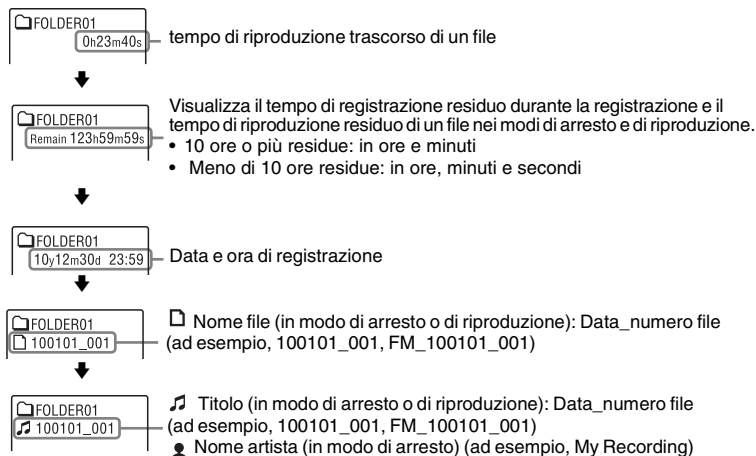 FOLDER01
0h23m40s
tempo di riproduzione trascorso di un file
FOLDER01
Remain 123h59m59s
Visualizza il tempo di registrazione residuo durante la registrazione e il
tempo di riproduzione residuo di un file nei modi di arresto e di riproduzione.
• 10 ore o più residue: in ore e minuti
• Meno di 10 ore residue: in ore, minuti e secondi
FOLDER01
10y12m30d 23:59
Data e ora di registrazione
FOLDER01
100101_001
Nome file (in modo di arresto o di riproduzione): Data_numero file
(ad esempio, 100101_001, FM_100101_001)
FOLDER01
100101_001
Titolo (in modo di arresto o di riproduzione): Data_numero file
(ad esempio, 100101_001, FM_100101_001)
Nome artista (in modo di arresto) (ad esempio, My Recording)